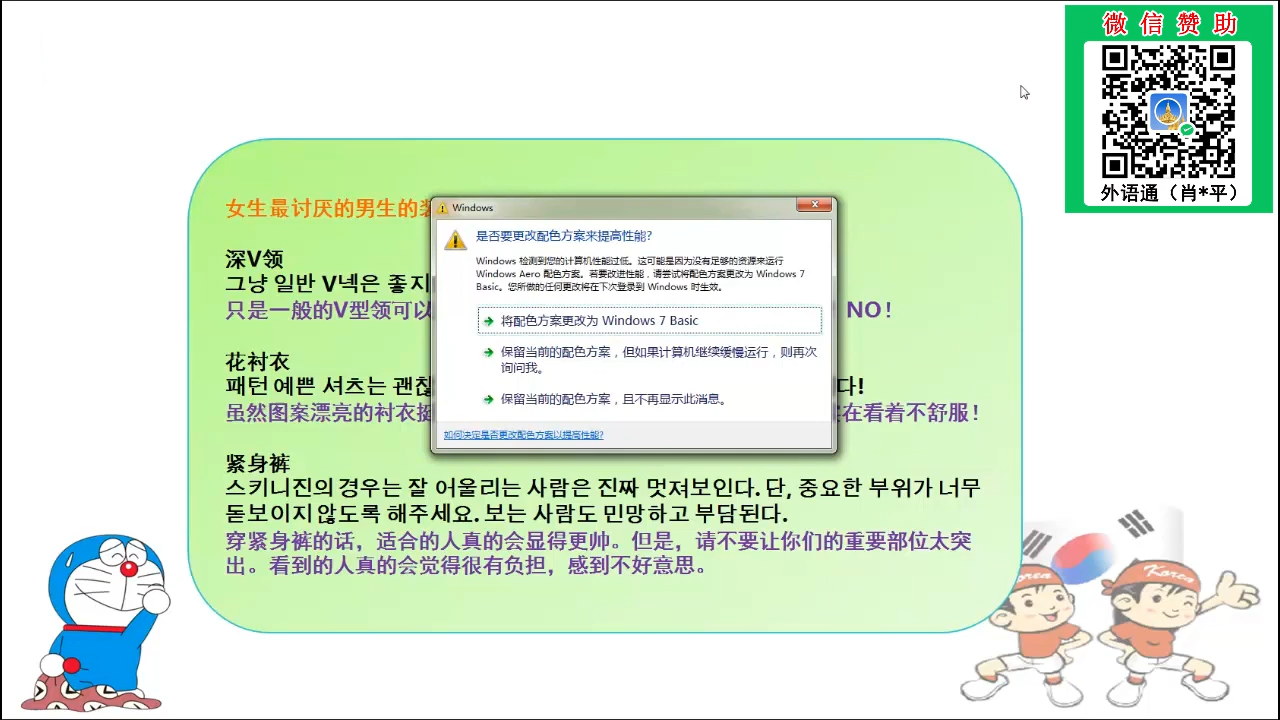 微信赞助
外语通（肖*平）
女生最讨厌的男生的
深V领
그냥 일반 V넥은 좋지
只是一般的V型领可以
NO！
花衬衣
패턴 예쁜 셔츠는 괜찮
다!
虽然图案漂亮的衬衣挺
在看着不舒服！
紧身裤
스키니진의 경우는 잘 어울리는 사람은 진짜 멋져보인다. 단, 중요한 부위가 너무
돋보이지 않도록 해주세요. 보는 사람도 민망하고 부담된다.
穿紧身裤的话，适合的人真的会显得更帅。但是，请不要让你们的重要部位太突
出。看到的人真的会觉得很有负担，感到不好意思。
Windows
是否要更改配色方案来提高性能?
Windows 检测到您的计算机性能过低。这可能是因为没有足够的资源来运行
Windows Aero 配色方案。若要改进性能，请尝试将配色方案更改为 Windows 7
Basic。您所做的任何更改将在下次登录到 Windows 时生效。
将配色方案更改为 Windows 7 Basic
保留当前的配色方案，但如果计算机继续缓慢运行，则再次
询问我。
保留当前的配色方案，且不再显示此消息。
如何决定是否更改配色方案以提高性能?
Korea